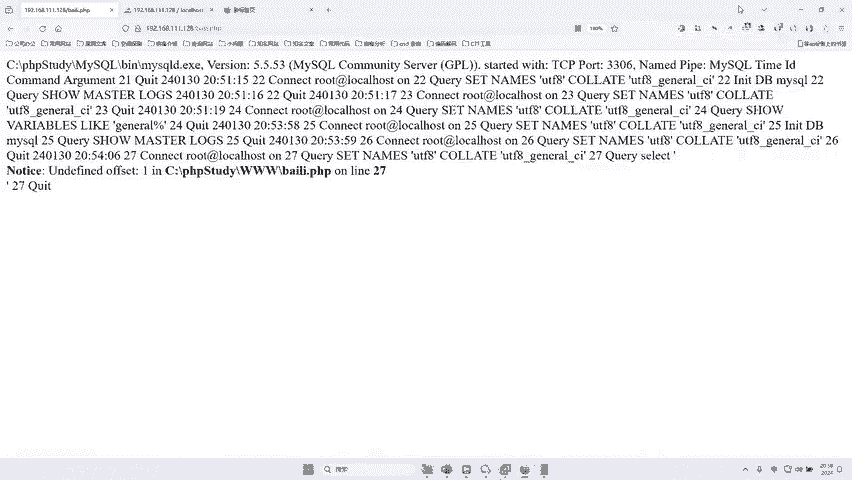 192.168.111.128/baili.php
192.168.111.128 / localhost
192.168.111.128
180%
C:\phpStudy\MySQL\bin\mysqld.exe, Version: 5.5.53 (MySQL Community Server (GPL)). started with: TCP Port: 3306, Named Pipe: MySQL Time Id
Command Argument 21 Quit 240130 20:51:15 22 Connect root@localhost on 22 Query SET NAMES 'utf8' COLLATE 'utf8_general_ci' 22 Init DB mysql 22
Query SHOW MASTER LOGS 240130 20:51:16 22 Quit 240130 20:51:17 23 Connect root@localhost on 23 Query SET NAMES 'utf8' COLLATE
'utf8_general_ci' 23 Quit 240130 20:51:19 24 Connect root@localhost on 24 Query SET NAMES 'utf8' COLLATE 'utf8_general_ci' 24 Query SHOW
VARIABLES LIKE 'general%' 24 Quit 240130 20:53:58 25 Connect root@localhost on 25 Query SET NAMES 'utf8' COLLATE 'utf8_general_ci' 25 Init DB
mysql 25 Query SHOW MASTER LOGS 25 Quit 240130 20:53:59 26 Connect root@localhost on 26 Query SET NAMES 'utf8' COLLATE 'utf8_general_ci' 26
Quit 240130 20:54:06 27 Connect root@localhost on 27 Query SET NAMES 'utf8' COLLATE 'utf8_general_ci' 27 Query select '
Notice: Undefined offset: 1 in C:\phpStudy\WWW\baili.php on line 27
' 27 Quit
搜索